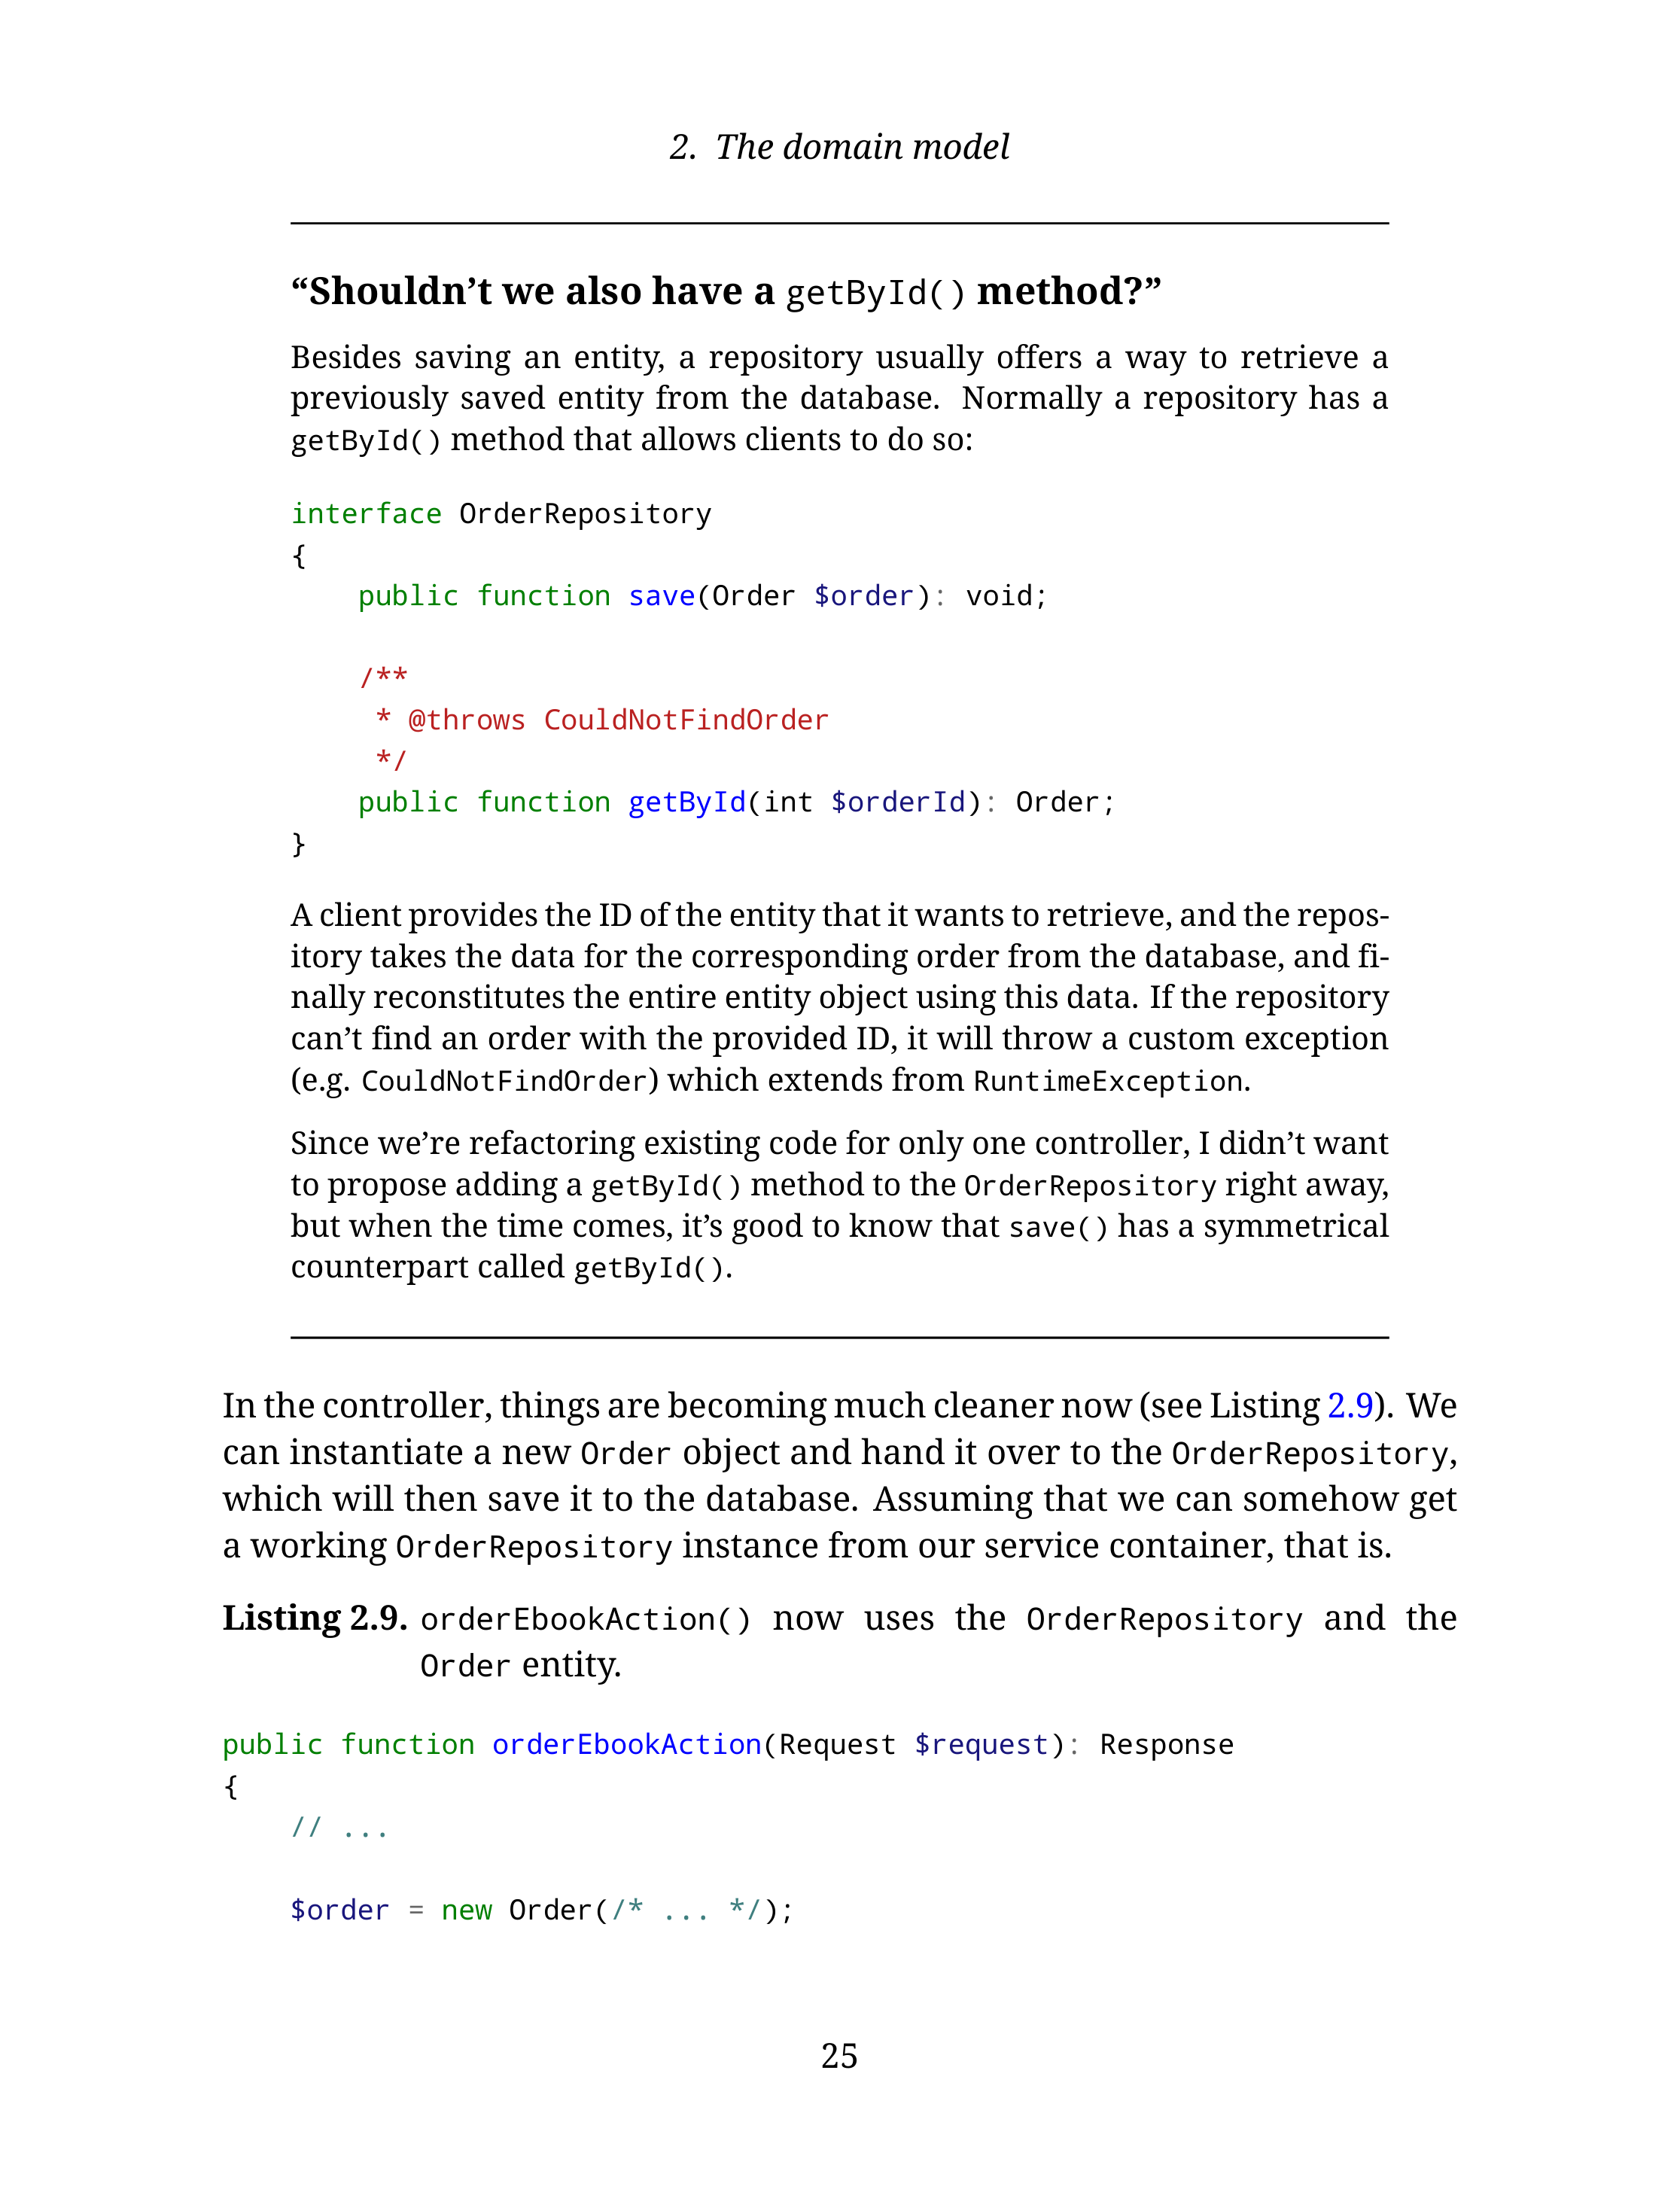 2. The domain model
“Shouldn’t we also have a getById() method?”
Besides saving an entity, a repository usually offers a way to retrieve a
previously saved entity from the database. Normally a repository has a
getById() method that allows clients to do so:
interface OrderRepository
{
    public function save(Order $order): void;

    /**
     * @throws CouldNotFindOrder
     */
    public function getById(int $orderId): Order;
}
A client provides the ID of the entity that it wants to retrieve, and the repos-
itory takes the data for the corresponding order from the database, and fi-
nally reconstitutes the entire entity object using this data. If the repository
can’t find an order with the provided ID, it will throw a custom exception
(e.g. CouldNotFindOrder) which extends from RuntimeException.
Since we’re refactoring existing code for only one controller, I didn’t want
to propose adding a getById() method to the OrderRepository right away,
but when the time comes, it’s good to know that save() has a symmetrical
counterpart called getById().
In the controller, things are becoming much cleaner now (see Listing 2.9). We
can instantiate a new Order object and hand it over to the OrderRepository,
which will then save it to the database. Assuming that we can somehow get
a working OrderRepository instance from our service container, that is.
Listing 2.9. orderEbookAction() now uses the OrderRepository and the
Order entity.
public function orderEbookAction(Request $request): Response
{
    // ...

    $order = new Order(/* ... */);
25